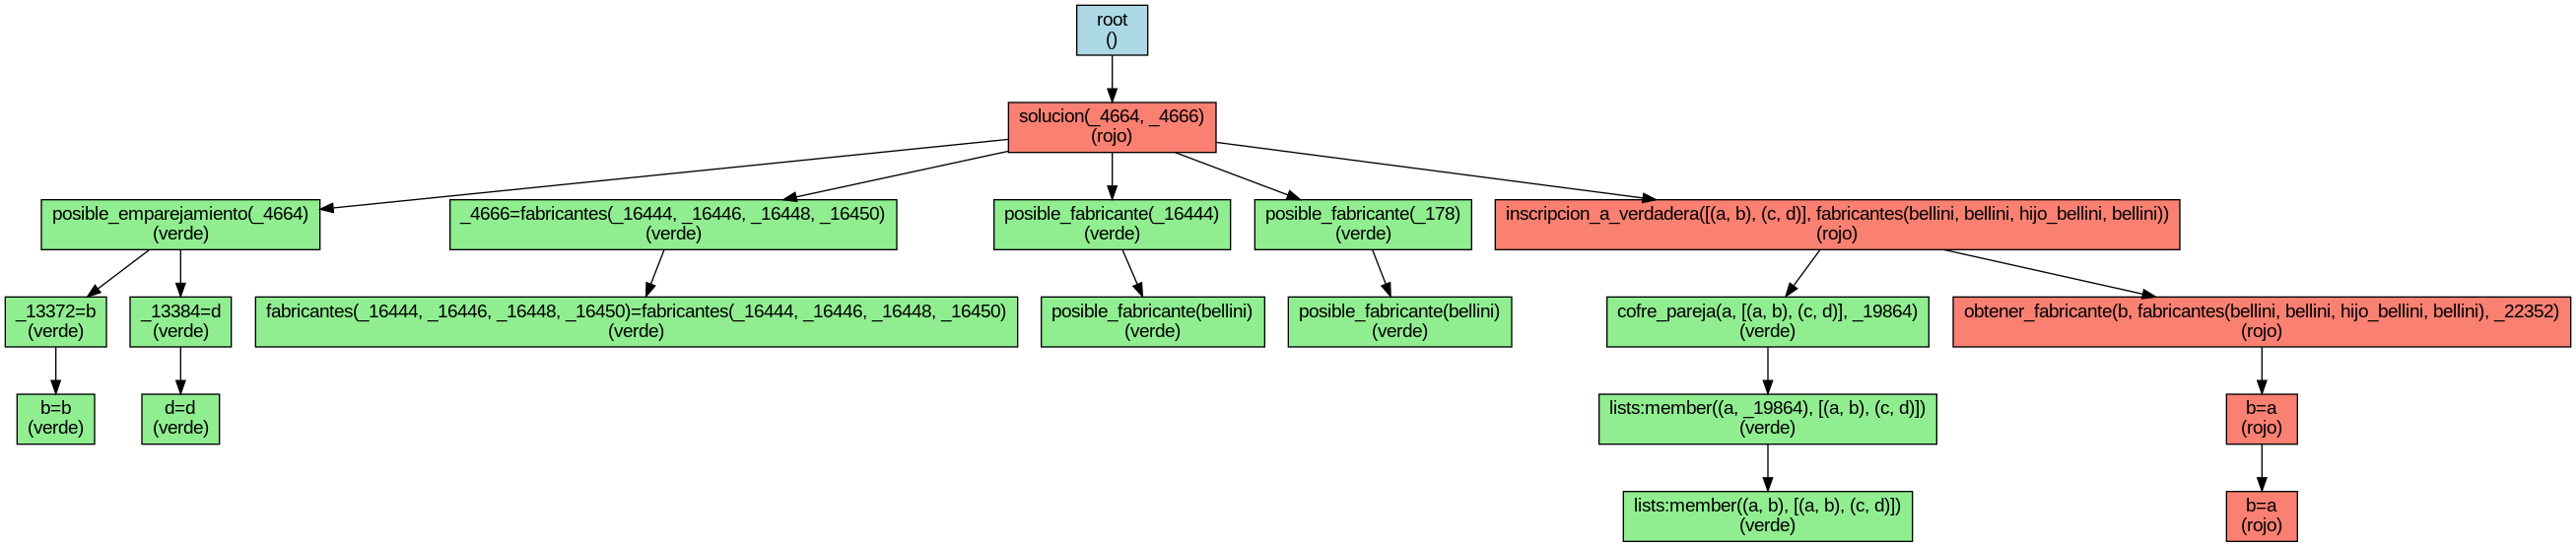 root
()
solucion(_4664, _4666)
(rojo)
posible_emparejamiento(_4664)
(verde)
_4666=fabricantes(_16444, _16446, _16448, _16450)
(verde)
posible_fabricante(_16444)
(verde)
posible_fabricante(_178)
(verde)
inscripcion_a_verdadera([(a, b), (c, d)], fabricantes(bellini, bellini, hijo_bellini, bellini))
(rojo)
_13372=b
(verde)
_13384=d
(verde)
fabricantes(_16444, _16446, _16448, _16450)=fabricantes(_16444, _16446, _16448, _16450)
(verde)
posible_fabricante(bellini)
(verde)
posible_fabricante(bellini)
(verde)
cofre_pareja(a, [(a, b), (c, d)], _19864)
(verde)
obtener_fabricante(b, fabricantes(bellini, bellini, hijo_bellini, bellini), _22352)
(rojo)
b=b
(verde)
d=d
(verde)
lists:member((a, _19864), [(a, b), (c, d)])
(verde)
b=a
(rojo)
lists:member((a, b), [(a, b), (c, d)])
(verde)
b=a
(rojo)